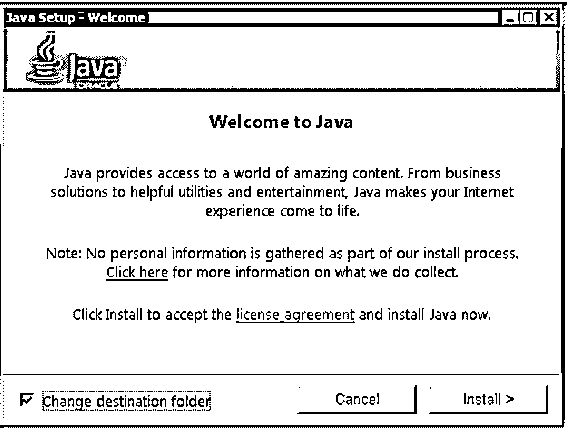 Java Setup - Welcome
Java
ORACLE
Welcome to Java
Java provides access to a world of amazing content. From business
solutions to helpful utilities and entertainment, Java makes your Internet
experience come to life.
Note: No personal information is gathered as part of our install process.
Click here for more information on what we do collect.
Click Install to accept the license agreement and install Java now.
Change destination folder
Cancel
Install >